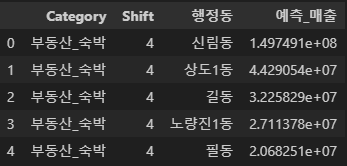 Category Shift 행정동 예측_매출
0 부동산_숙박 4 신림동 1.497491e+08
1 부동산_숙박 4 상도1동 4.429054e+07
2 부동산_숙박 4 길동 3.225829e+07
3 부동산_숙박 4 노량진1동 2.711378e+07
4 부동산_숙박 4 필동 2.068251e+07